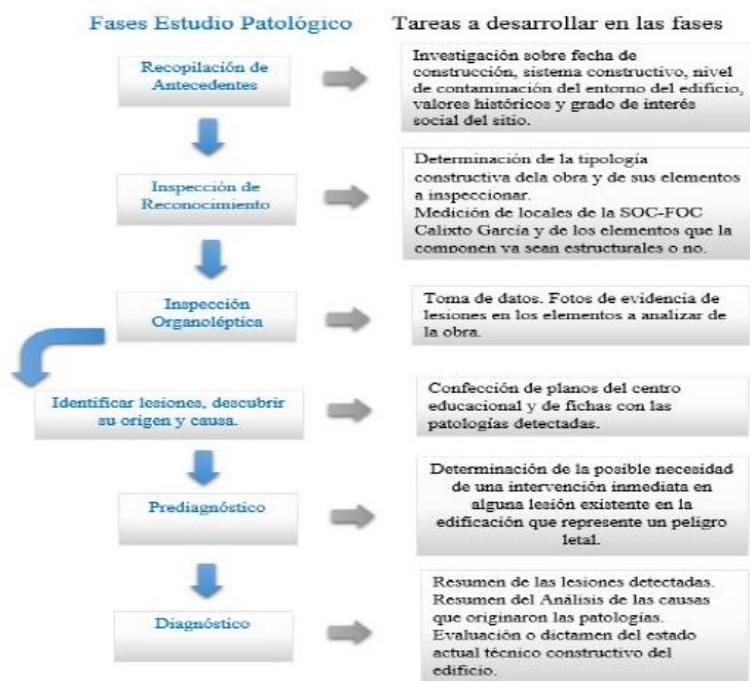 Fases Estudio Patológico
Tareas a desarrollar en las fases
Recopilación de
Antecedentes
Investigación sobre fecha de
construcción, sistema constructivo, nivel
de contaminación del entorno del edificio,
valores históricos y grado de interés
social del sitio.
Inspección de
Reconocimiento
Determinación de la tipología
constructiva dela obra y de sus elementos
a inspeccionar.
Medición de locales de la SOC-FOC
Calixto García y de los elementos que la
componen ya sean estructurales o no.
Inspección
Organoléptica
Toma de datos. Fotos de evidencia de
lesiones en los elementos a analizar de
la obra.
Identificar lesiones, descubrir
su origen y causa.
Confección de planos del centro
educacional y de fichas con las
patologías detectadas.
Prediagnóstico
Determinación de la posible necesidad
de una intervención inmediata en
alguna lesión existente en la
edificación que represente un peligro
letal.
Diagnóstico
Resumen de las lesiones detectadas.
Resumen del Análisis de las causas
que originaron las patologías.
Evaluación o dictamen del estado
actual técnico constructivo del
edificio.